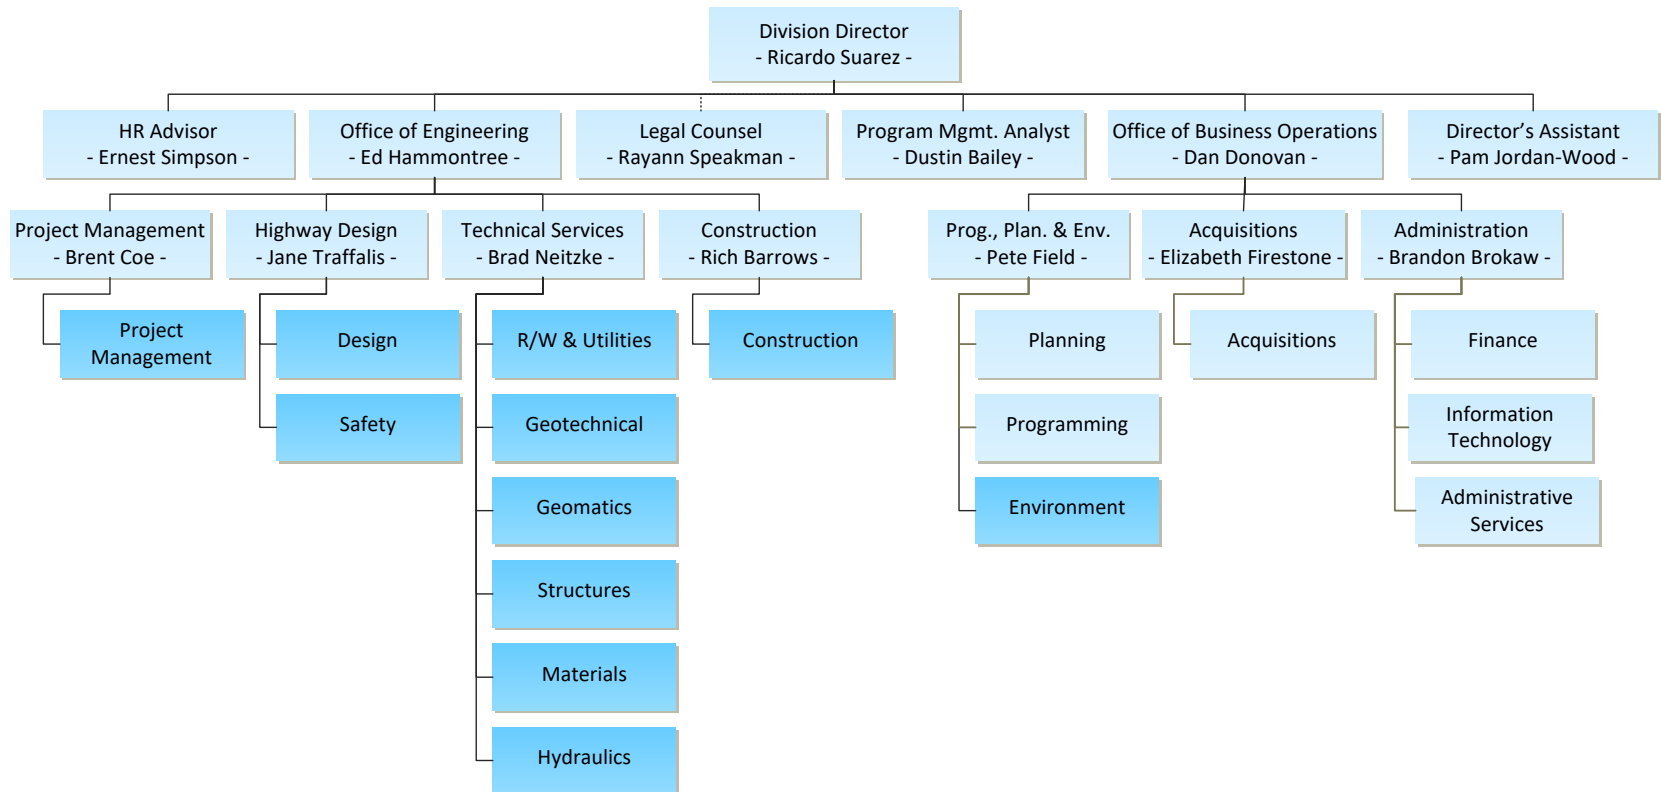 Division Director
- Ricardo Suarez -
HR Advisor
- Ernest Simpson -
Office of Engineering
- Ed Hammontree -
Legal Counsel
- Rayann Speakman -
Program Mgmt. Analyst
- Dustin Bailey -
Office of Business Operations
- Dan Donovan -
Director’s Assistant
- Pam Jordan-Wood -
Project Management
- Brent Coe -
Highway Design
- Jane Traffalis -
Technical Services
- Brad Neitzke -
Construction
- Rich Barrows -
Prog., Plan. & Env.
- Pete Field -
Acquisitions
- Elizabeth Firestone -
Administration
- Brandon Brokaw -
Project
Management
Design
Safety
R/W & Utilities
Geotechnical
Geomatics
Structures
Materials
Hydraulics
Construction
Planning
Programming
Environment
Acquisitions
Finance
Information
Technology
Administrative
Services